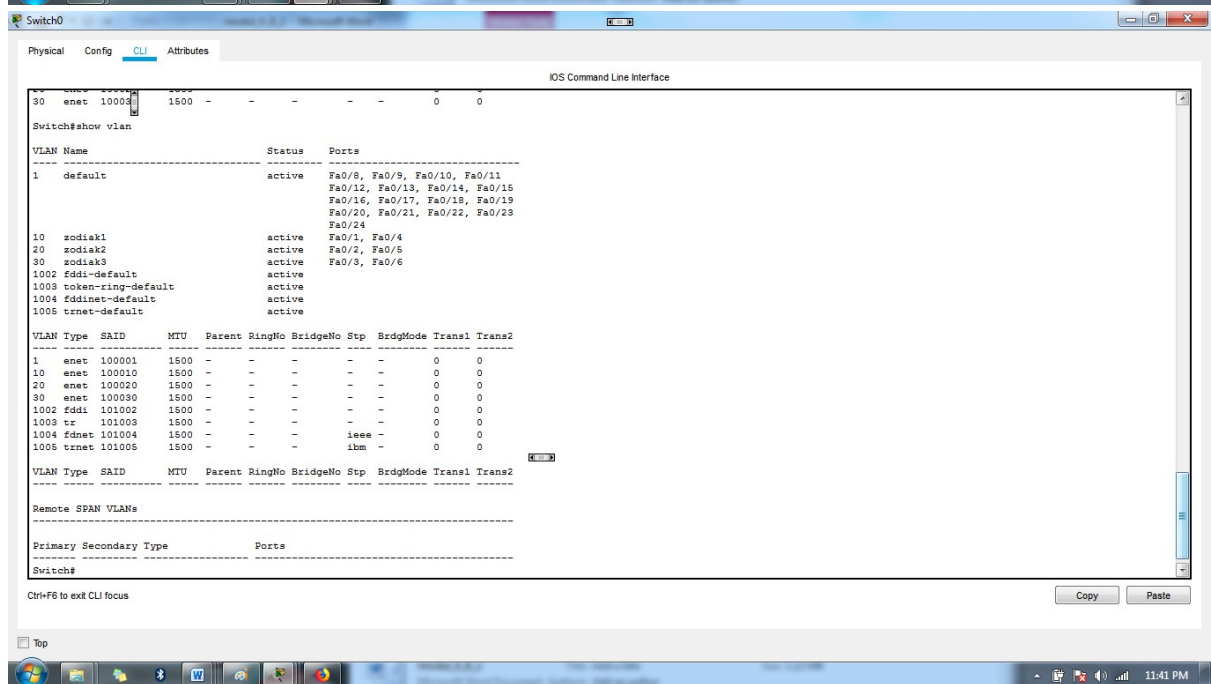 Switch0
Physical Config CLI Attributes
IOS Command Line Interface
30 enet 10003 1500 - - - - - 0 0
Switch#show vlan
VLAN Name Status Ports
---- -------------------------------- --------- -------------------------------
1 default active Fa0/8, Fa0/9, Fa0/10, Fa0/11
Fa0/12, Fa0/13, Fa0/14, Fa0/15
Fa0/16, Fa0/17, Fa0/18, Fa0/19
Fa0/20, Fa0/21, Fa0/22, Fa0/23
Fa0/24
10 zodiak1 active Fa0/1, Fa0/4
20 zodiak2 active Fa0/2, Fa0/5
30 zodiak3 active Fa0/3, Fa0/6
1002 fddi-default active
1003 token-ring-default active
1004 fddinet-default active
1005 trnet-default active
VLAN Type SAID MTU Parent RingNo BridgeNo Stp BrdgMode Trans1 Trans2
---- ----- ---------- ----- ------ ------ -------- ---- -------- ------ ------
1 enet 100001 1500 - - - - - 0 0
10 enet 100010 1500 - - - - - 0 0
20 enet 100020 1500 - - - - - 0 0
30 enet 100030 1500 - - - - - 0 0
1002 fddi 101002 1500 - - - - - 0 0
1003 tr 101003 1500 - - - - - 0 0
1004 fdnet 101004 1500 - - - ieee - 0 0
1005 trnet 101005 1500 - - - ibm - 0 0
VLAN Type SAID MTU Parent RingNo BridgeNo Stp BrdgMode Trans1 Trans2
---- ----- ---------- ----- ------ ------ -------- ---- -------- ------ ------
Remote SPAN VLANs
------------------------------------------------------------------------------
Primary Secondary Type Ports
------- --------- ----------------- ------------------------------------------
Switch#
Ctrl+F6 to exit CLI focus
Copy Paste
Top
11:41 PM